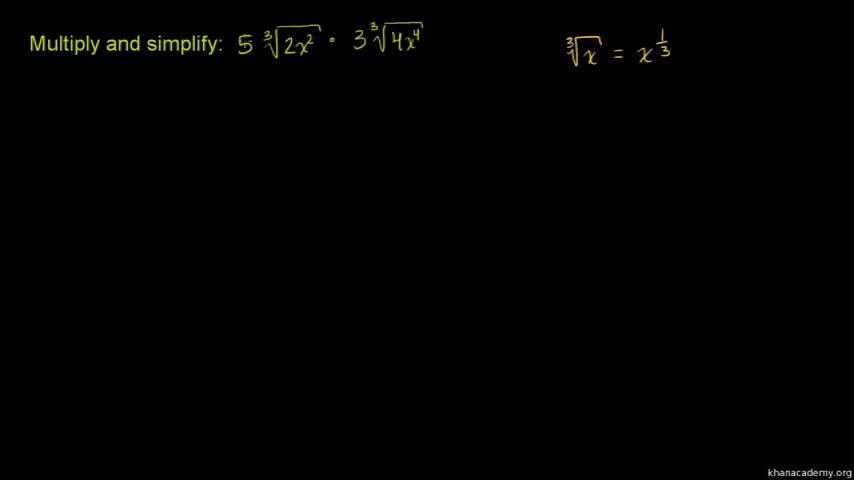 Multiply and simplify: 5 ∛(2x²) · 3 ∛(4x⁴)
∛x = x^(1/3)
khanacademy.org